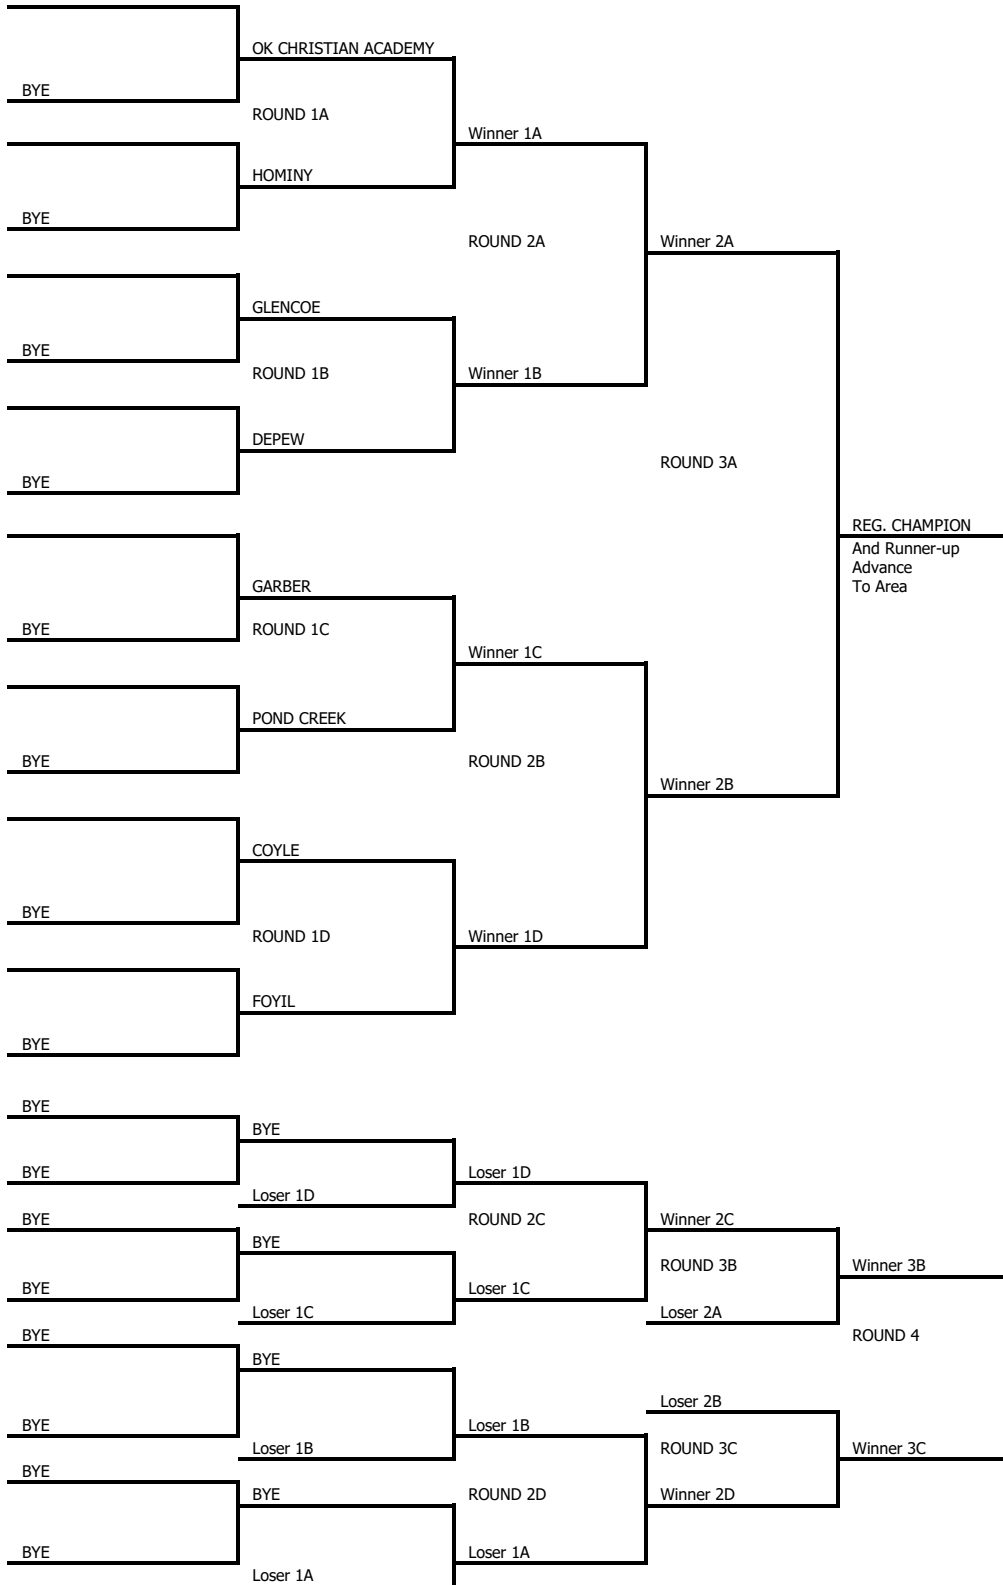 OK CHRISTIAN ACADEMY
BYE
ROUND 1A
Winner 1A
HOMINY
BYE
ROUND 2A
Winner 2A
GLENCOE
BYE
ROUND 1B
Winner 1B
DEPEW
ROUND 3A
BYE
REG. CHAMPION
And Runner-up
Advance
To Area
GARBER
BYE
ROUND 1C
Winner 1C
POND CREEK
BYE
ROUND 2B
Winner 2B
COYLE
BYE
ROUND 1D
Winner 1D
FOYIL
BYE
BYE
BYE
BYE
Loser 1D
Loser 1D
BYE
ROUND 2C
Winner 2C
BYE
ROUND 3B
Winner 3B
BYE
Loser 1C
Loser 1C
Loser 2A
BYE
ROUND 4
BYE
Loser 2B
BYE
Loser 1B
Loser 1B
ROUND 3C
Winner 3C
BYE
BYE
ROUND 2D
Winner 2D
BYE
Loser 1A
Loser 1A